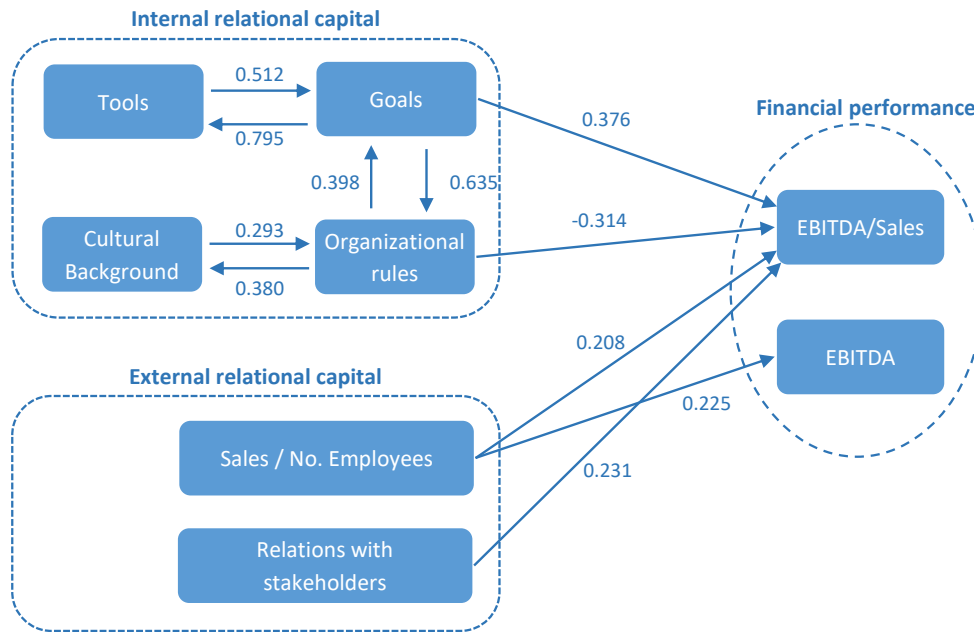 Internal relational capital
0.512
Tools
Goals
0.795
0.376
Financial performance
0.398
0.635
Cultural
Background
0.293
0.380
Organizational
rules
-0.314
EBITDA/Sales
0.208
EBITDA
External relational capital
0.225
Sales / No. Employees
0.231
Relations with
stakeholders